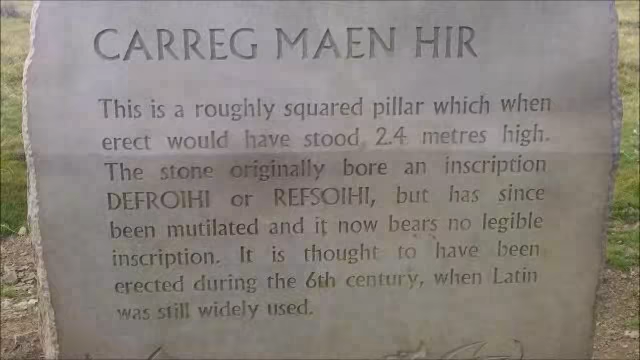 CARREG MAEN HIR
This is a roughly squared pillar which when
erect would have stood 2.4 metres high.
The stone originally bore an inscription
DEFROIHI or REFSOIHI, but has since
been mutilated and it now bears no legible
inscription. It is thought to have been
erected during the 6th century, when Latin
was still widely used.